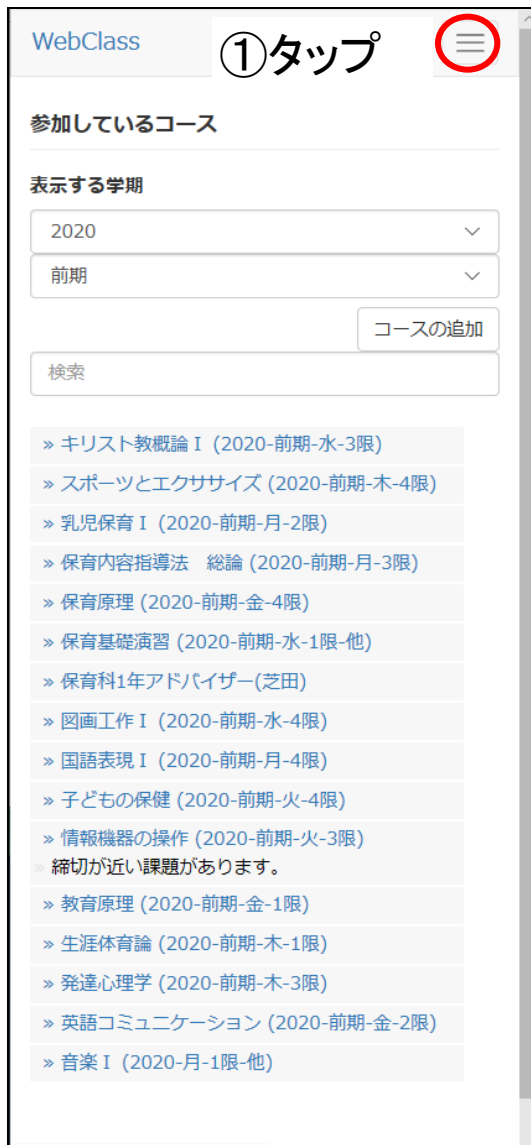 WebClass
①タップ
参加しているコース
表示する学期
2020
前期
コースの追加
検索
» キリスト教概論Ⅰ (2020-前期-水-3限)
» スポーツとエクササイズ (2020-前期-木-4限)
» 乳児保育Ⅰ (2020-前期-月-2限)
» 保育内容指導法　総論 (2020-前期-月-3限)
» 保育原理 (2020-前期-金-4限)
» 保育基礎演習 (2020-前期-水-1限-他)
» 保育科1年アドバイザー(芝田)
» 図画工作Ⅰ (2020-前期-水-4限)
» 国語表現Ⅰ (2020-前期-月-4限)
» 子どもの保健 (2020-前期-火-4限)
» 情報機器の操作 (2020-前期-火-3限)
» 締切が近い課題があります。
» 教育原理 (2020-前期-金-1限)
» 生涯体育論 (2020-前期-木-1限)
» 発達心理学 (2020-前期-木-3限)
» 英語コミュニケーション (2020-前期-金-2限)
» 音楽Ⅰ (2020-月-1限-他)